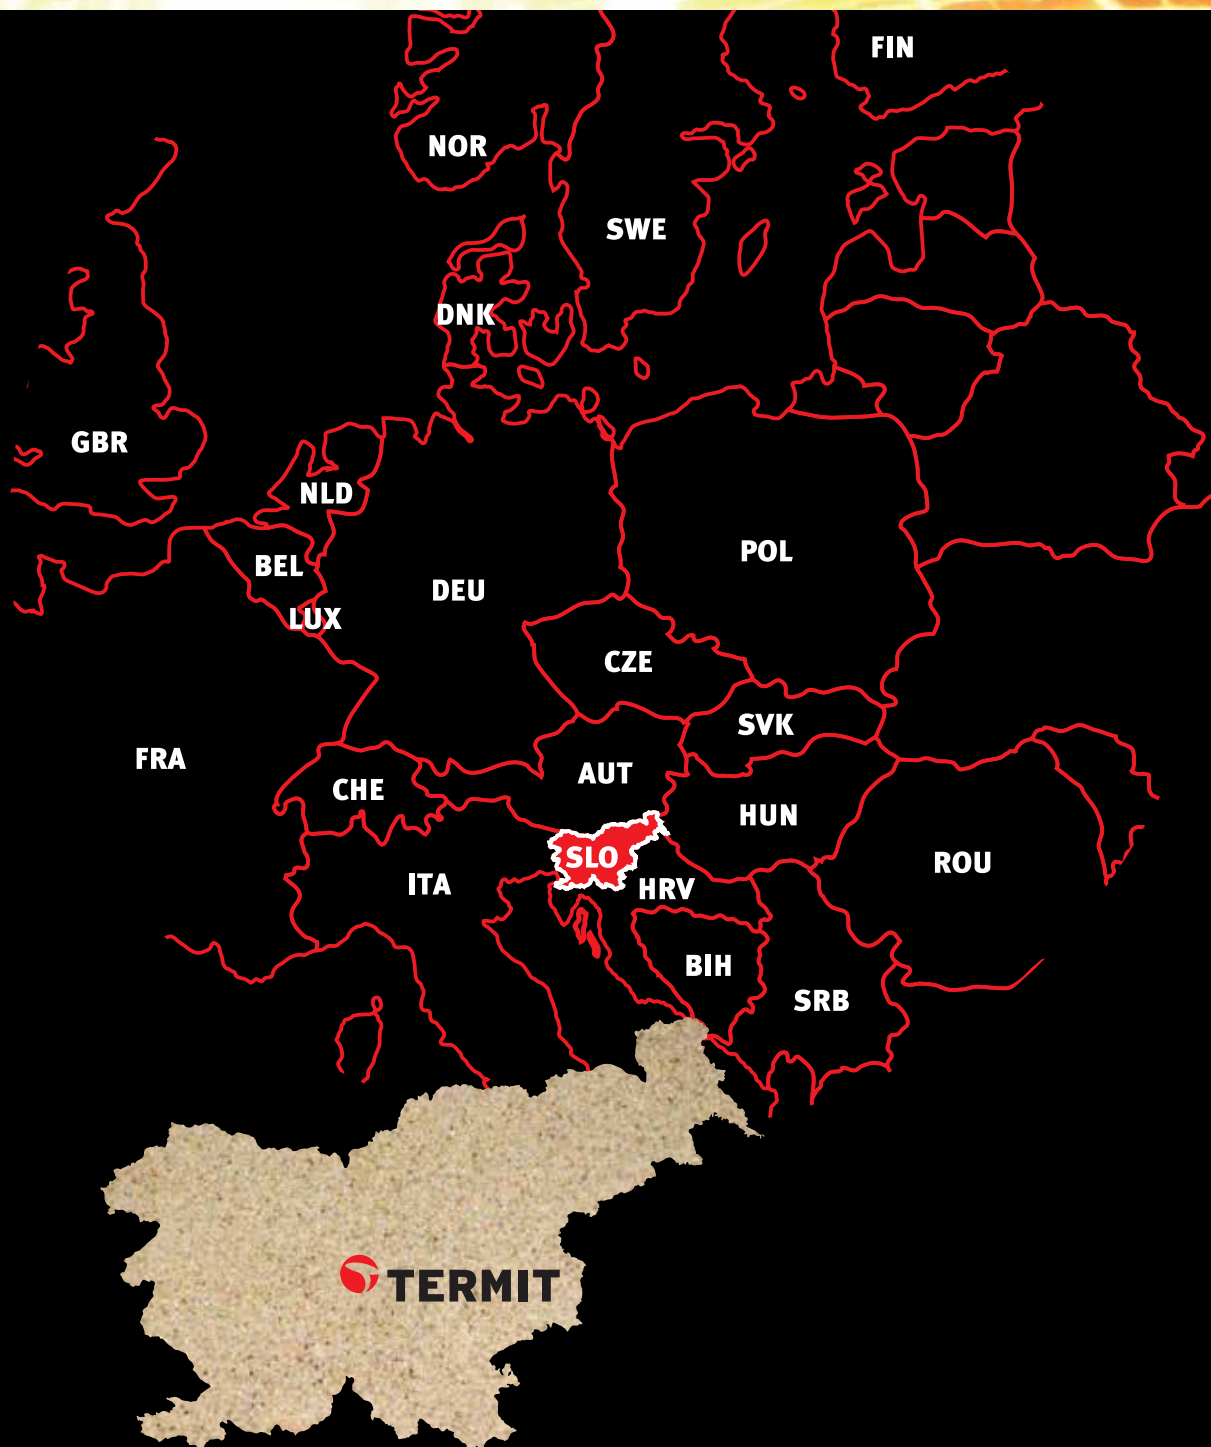 FIN
NOR
SWE
DNK
GBR
NLD
POL
BEL
DEU
LUX
CZE
SVK
FRA
AUT
CHE
HUN
SLO
ROU
ITA
HRV
BIH
SRB
TERMIT